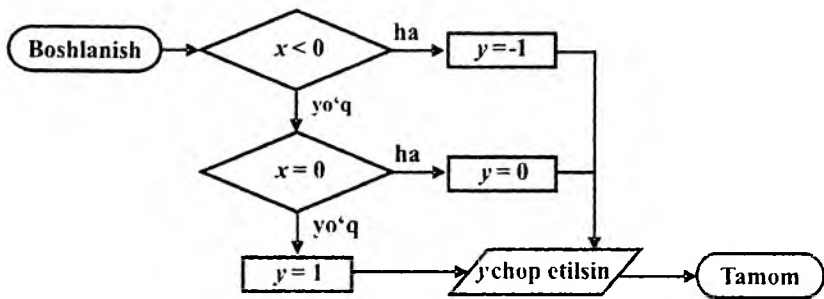 Boshlanish
x < 0
ha
y = -1
yo‘q
x = 0
ha
y = 0
yo‘q
y = 1
y chop etilsin
Tamom